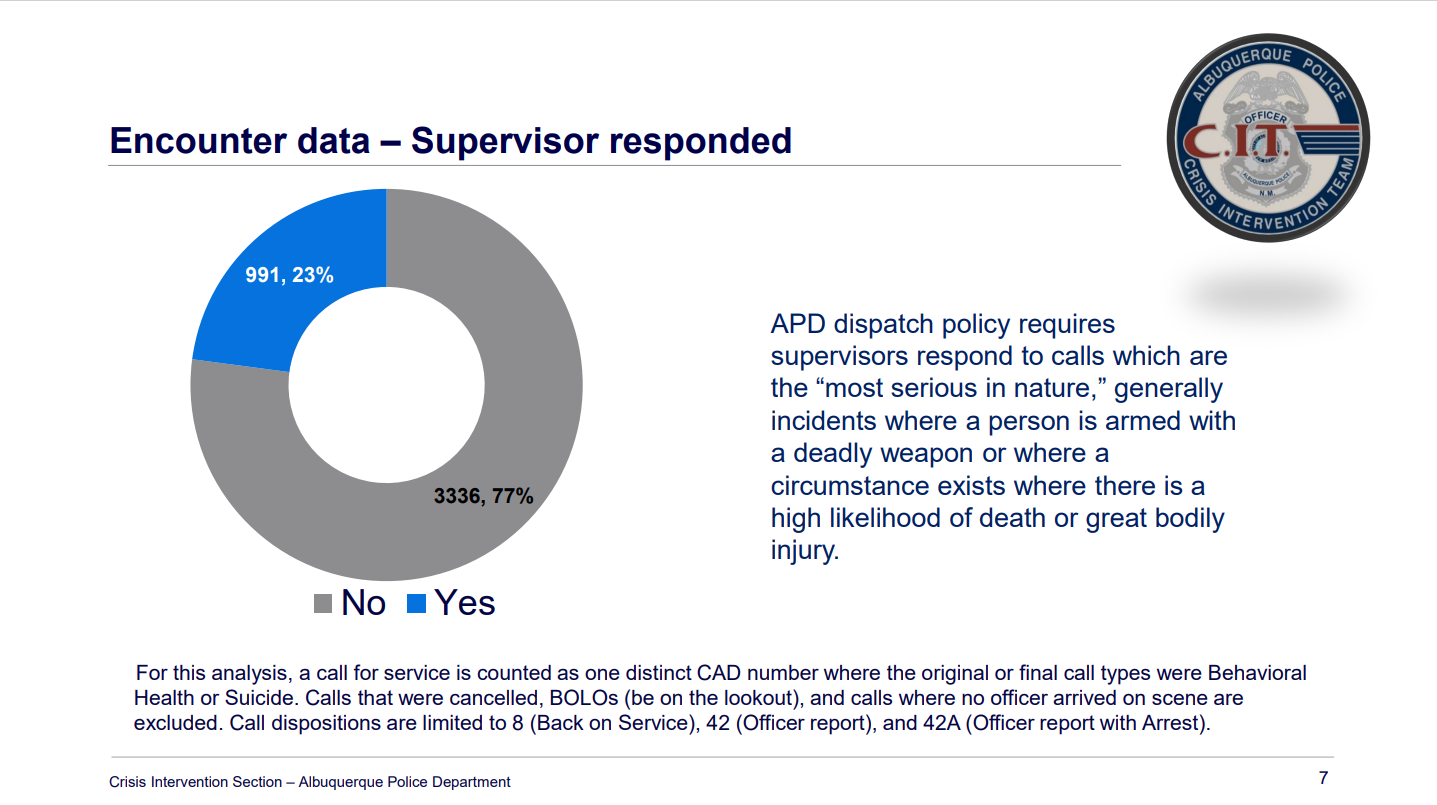 Encounter data – Supervisor responded
ALBUQUERQUE POLICE
OFFICER
C.I.T.
ALBUQUERQUE POLICE
N.M.
CRISIS INTERVENTION TEAM
991, 23%
3336, 77%
No Yes
APD dispatch policy requires
supervisors respond to calls which are
the “most serious in nature,” generally
incidents where a person is armed with
a deadly weapon or where a
circumstance exists where there is a
high likelihood of death or great bodily
injury.
For this analysis, a call for service is counted as one distinct CAD number where the original or final call types were Behavioral
Health or Suicide. Calls that were cancelled, BOLOs (be on the lookout), and calls where no officer arrived on scene are
excluded. Call dispositions are limited to 8 (Back on Service), 42 (Officer report), and 42A (Officer report with Arrest).
Crisis Intervention Section – Albuquerque Police Department
7